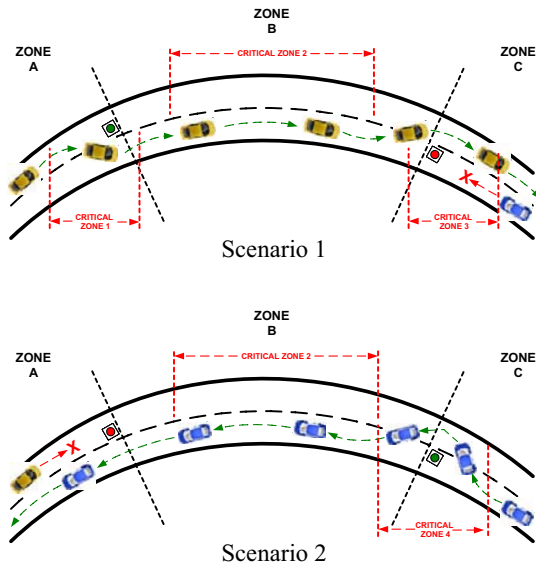 ZONE
B
ZONE
A
ZONE
C
CRITICAL ZONE 2
CRITICAL
ZONE 1
X
CRITICAL
ZONE 3
Scenario 1
ZONE
B
ZONE
A
ZONE
C
CRITICAL ZONE 2
X
CRITICAL
ZONE 4
Scenario 2